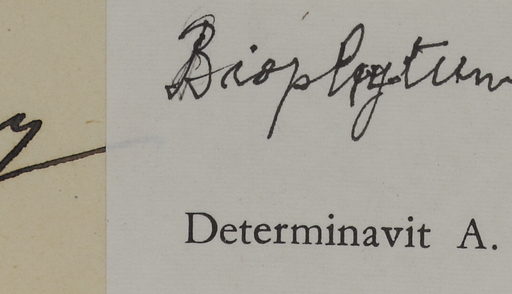 Biophytum
Determinavit A.